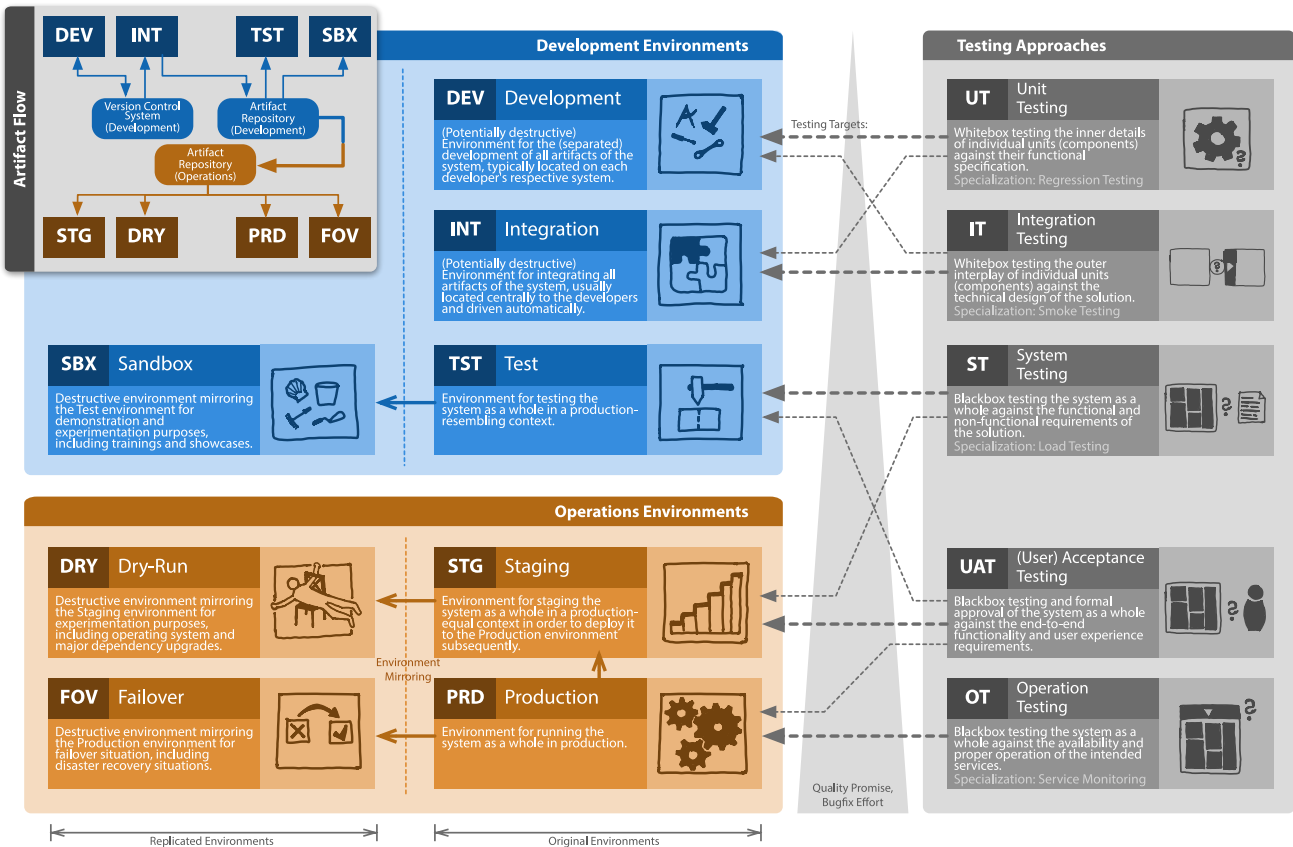 Artifact Flow
DEV
INT
TST
SBX
Version Control
System
(Development)
Artifact
Repository
(Development)
Artifact
Repository
(Operations)
STG
DRY
PRD
FOV
Development Environments
DEV Development
(Potentially destructive)
Environment for the (separated)
development of all artifacts of the
system, typically located on each
developer's respective system.
INT Integration
(Potentially destructive)
Environment for integrating all
artifacts of the system, usually
located centrally to the developers
and driven automatically.
SBX Sandbox
Destructive environment mirroring
the Test environment for
demonstration and
experimentation purposes,
including trainings and showcases.
TST Test
Environment for testing the
system as a whole in a production-
resembling context.
Operations Environments
DRY Dry-Run
Destructive environment mirroring
the Staging environment for
experimentation purposes,
including operating system and
major dependency upgrades.
STG Staging
Environment for staging the
system as a whole in a production-
equal context in order to deploy it
to the Production environment
subsequently.
Environment
Mirroring
FOV Failover
Destructive environment mirroring
the Production environment for
failover situation, including
disaster recovery situations.
PRD Production
Environment for running the
system as a whole in production.
Replicated Environments
Original Environments
Testing Targets:
Quality Promise,
Bugfix Effort
Testing Approaches
UT Unit
Testing
Whitebox testing the inner details
of individual units (components)
against their functional
specification.
Specialization: Regression Testing
IT Integration
Testing
Whitebox testing the outer
interplay of individual units
(components) against the
technical design of the solution.
Specialization: Smoke Testing
ST System
Testing
Blackbox testing the system as a
whole against the functional and
non-functional requirements of
the solution.
Specialization: Load Testing
UAT (User) Acceptance
Testing
Blackbox testing and formal
approval of the system as a whole
against the end-to-end
functionality and user experience
requirements.
OT Operation
Testing
Blackbox testing the system as a
whole against the availability and
proper operation of the intended
services.
Specialization: Service Monitoring